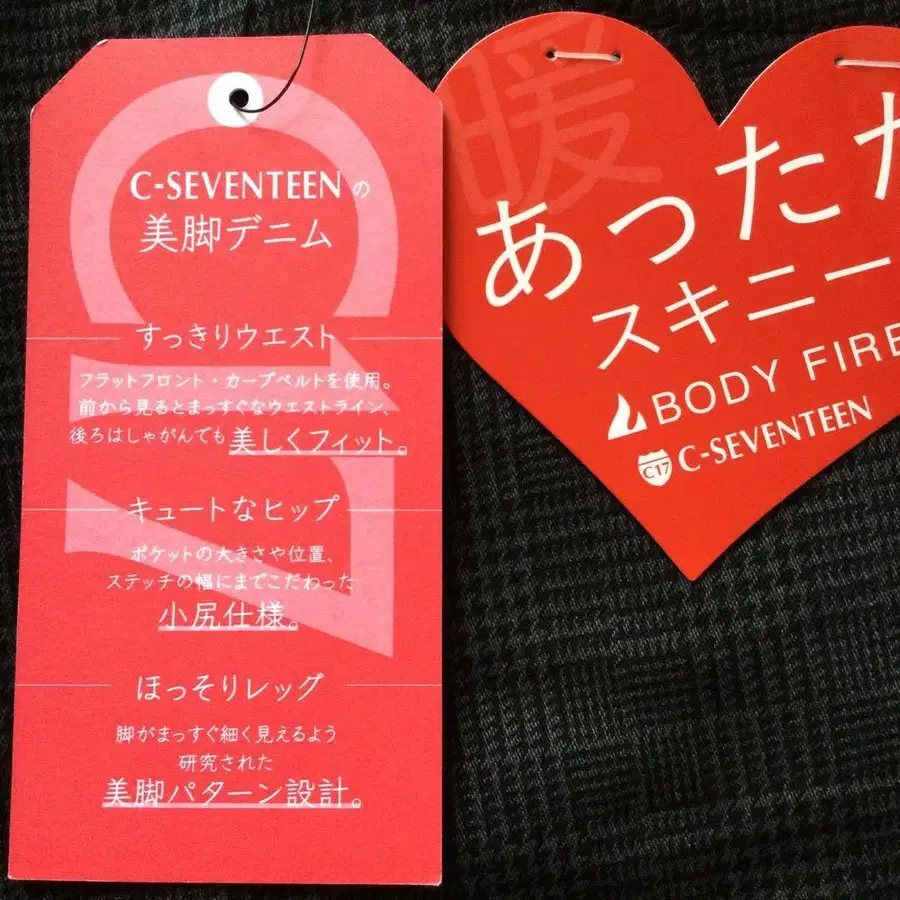 C-SEVENTEENの
美脚デニム
すっきりウエスト
フラットフロント・カーブベルトを使用。
前から見るとまっすぐなウエストライン、
後ろはしゃがんでも美しくフィット。
キュートなヒップ
ポケットの大きさや位置、
ステッチの幅にまでこだわった
小尻仕様。
ほっそりレッグ
脚がまっすぐ細く見えるよう
研究された
美脚パターン設計。
C17
暖
あったか
スキニー
BODY FIRE
C17 C-SEVENTEEN